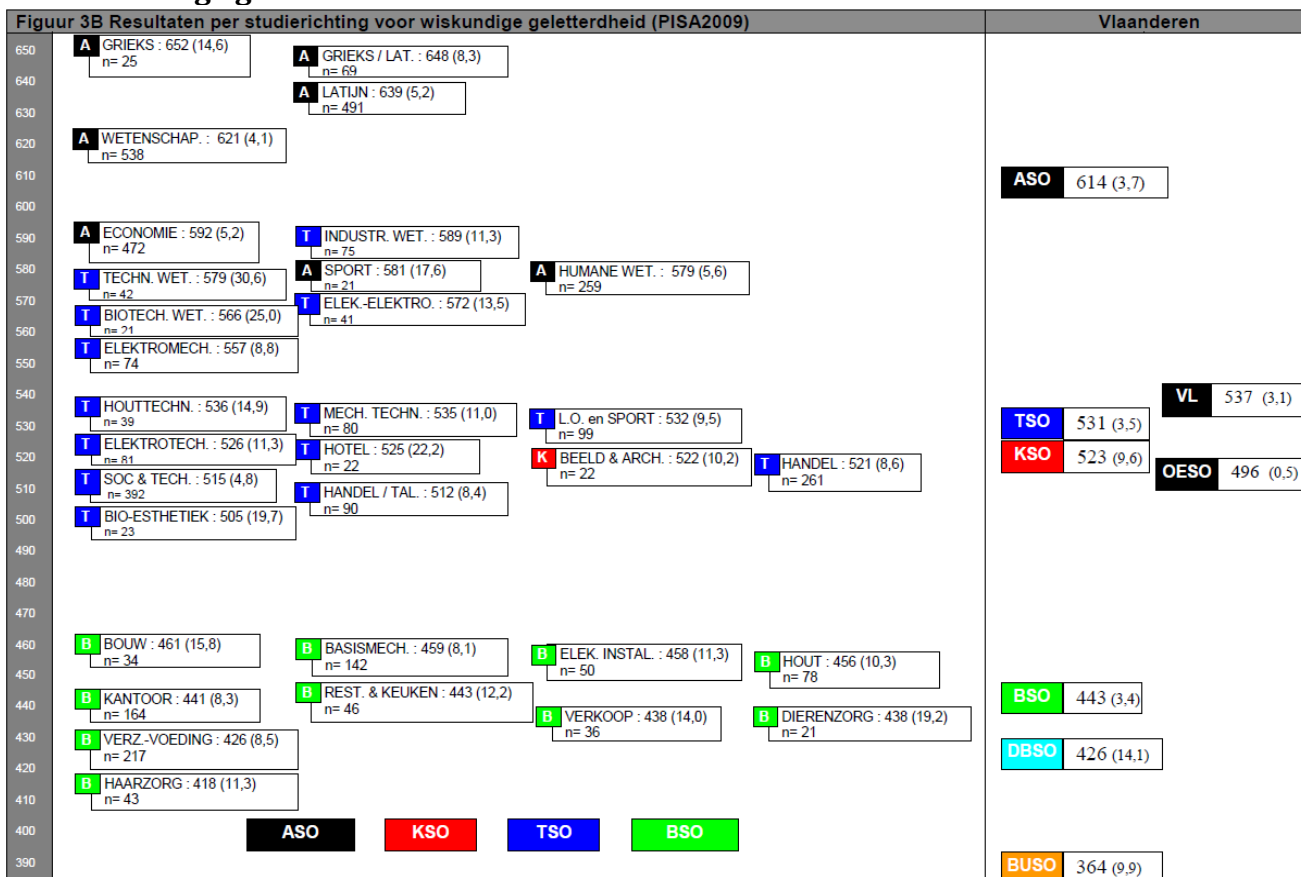 Figuur 3B Resultaten per studierichting voor wiskundige geletterdheid (PISA2009)
Vlaanderen
650
640
630
620
610
600
590
580
570
560
550
540
530
520
510
500
490
480
470
460
450
440
430
420
410
400
390
A GRIEKS : 652 (14,6)
n= 25
A GRIEKS / LAT. : 648 (8,3)
n= 69
A LATIJN : 639 (5,2)
n= 491
A WETENSCHAP. : 621 (4,1)
n= 538
A ECONOMIE : 592 (5,2)
n= 472
T INDUSTR. WET. : 589 (11,3)
n= 75
T TECHN. WET. : 579 (30,6)
n= 42
A SPORT : 581 (17,6)
n= 21
A HUMANE WET. : 579 (5,6)
n= 259
T BIOTECH. WET. : 566 (25,0)
n= 21
T ELEK.-ELEKTRO. : 572 (13,5)
n= 41
T ELEKTROMECH. : 557 (8,8)
n= 74
T HOUTTECHN. : 536 (14,9)
n= 39
T MECH. TECHN. : 535 (11,0)
n= 80
T L.O. en SPORT : 532 (9,5)
n= 99
T ELEKTROTECH. : 526 (11,3)
n= 81
T HOTEL : 525 (22,2)
n= 22
K BEELD & ARCH. : 522 (10,2)
n= 22
T HANDEL : 521 (8,6)
n= 261
T SOC & TECH. : 515 (4,8)
n= 392
T HANDEL / TAL. : 512 (8,4)
n= 90
T BIO-ESTHETIEK : 505 (19,7)
n= 23
B BOUW : 461 (15,8)
n= 34
B BASISMECH. : 459 (8,1)
n= 142
B ELEK. INSTAL. : 458 (11,3)
n= 50
B HOUT : 456 (10,3)
n= 78
B KANTOOR : 441 (8,3)
n= 164
B REST. & KEUKEN : 443 (12,2)
n= 46
B VERKOOP : 438 (14,0)
n= 36
B DIERENZORG : 438 (19,2)
n= 21
B VERZ.-VOEDING : 426 (8,5)
n= 217
B HAARZORG : 418 (11,3)
n= 43
ASO KSO TSO BSO
ASO 614 (3,7)
VL 537 (3,1)
TSO 531 (3,5)
KSO 523 (9,6)
OESO 496 (0,5)
BSO 443 (3,4)
DBSO 426 (14,1)
BUSO 364 (9,9)